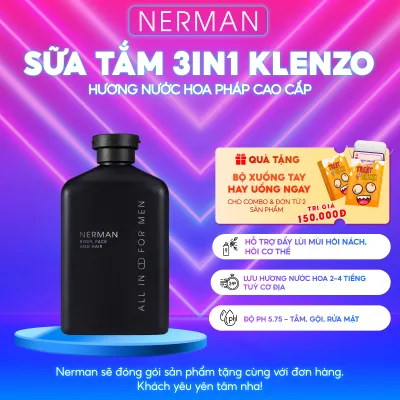 NERMAN
SỮA TẮM 3IN1 KLENZO
HƯƠNG NƯỚC HOA PHÁP CAO CẤP
QUÀ TẶNG
BỘ XUỐNG TAY
HAY UỐNG NGAY
CHO COMBO & ĐƠN TỪ 2
SẢN PHẨM
TRỊ GIÁ
150.000Đ
NERMAN
BODY, FACE
AND HAIR
ALL IN FOR MEN
HỖ TRỢ ĐẨY LÙI MÙI HÔI NÁCH,
HÔI CƠ THỂ
24H
LƯU HƯƠNG NƯỚC HOA 2-4 TIẾNG
TUỲ CƠ ĐỊA
pH
ĐỘ PH 5.75 - TẮM, GỘI, RỬA MẶT
Nerman sẽ đóng gói sản phẩm tặng cùng với đơn hàng.
Khách yêu yên tâm nha!